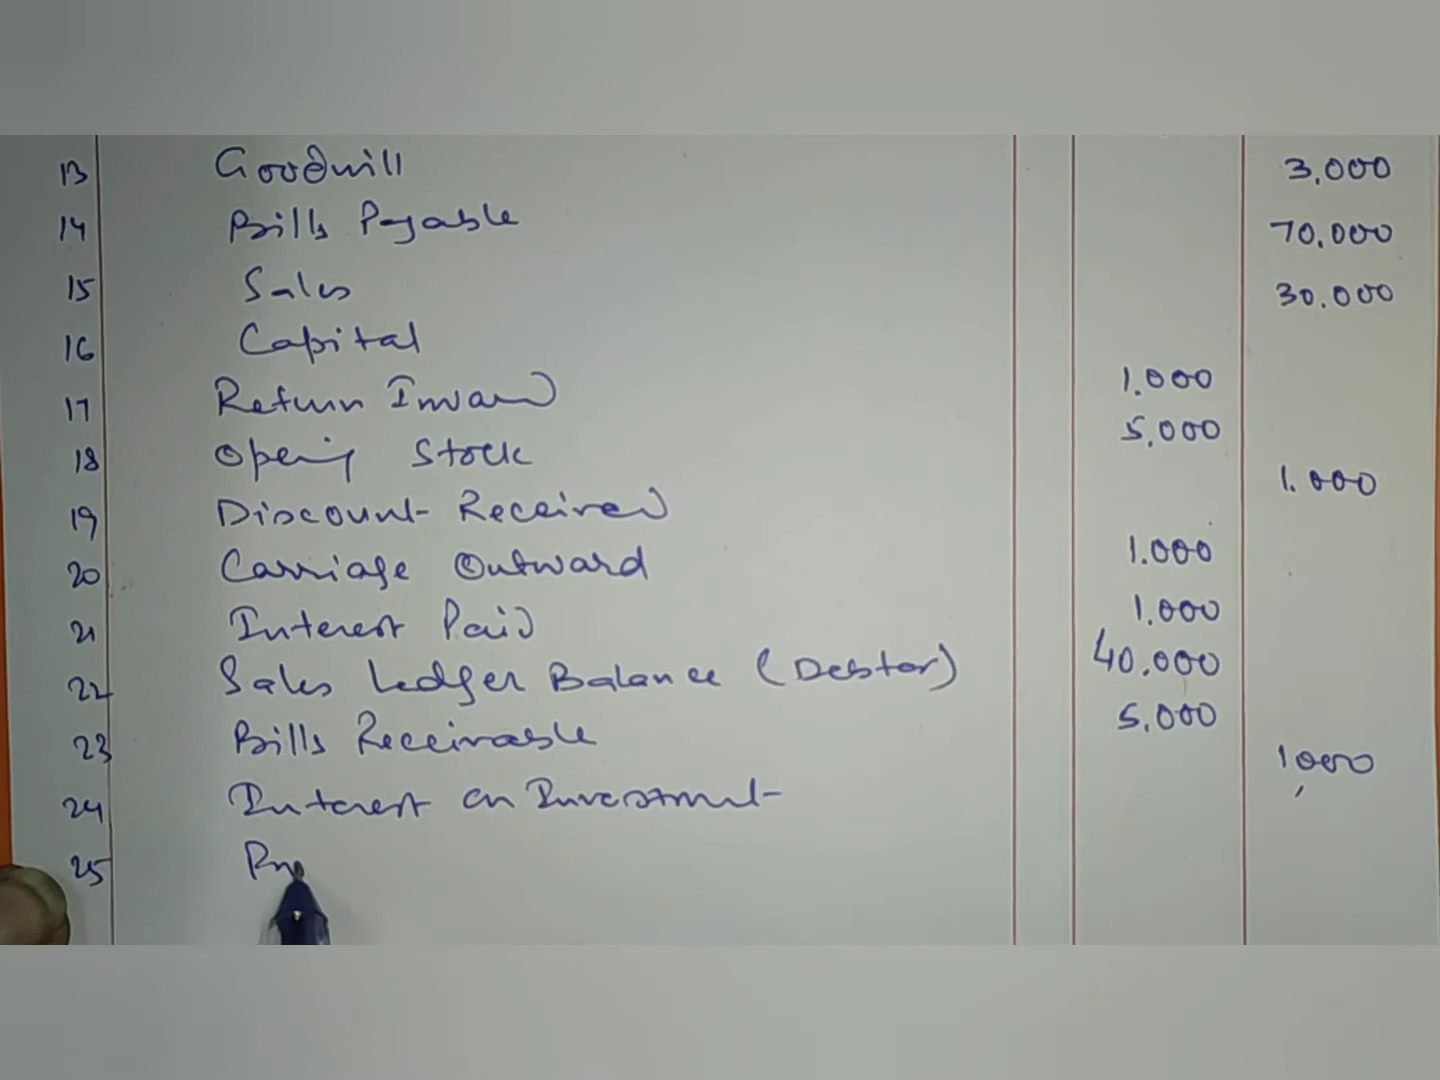 13 Goodwill 3,000
14 Bills Payable 70,000
15 Sales 30.000
16 Capital
17 Return Inward 1.000
18 Opening Stock 5,000
19 Discount Received 1.000
20 Carriage Outward 1.000
21 Interest Paid 1.000
22 Sales Ledger Balance (Debtor) 40.000
23 Bills Receivable 5,000
24 Interest on Investment 1000
25